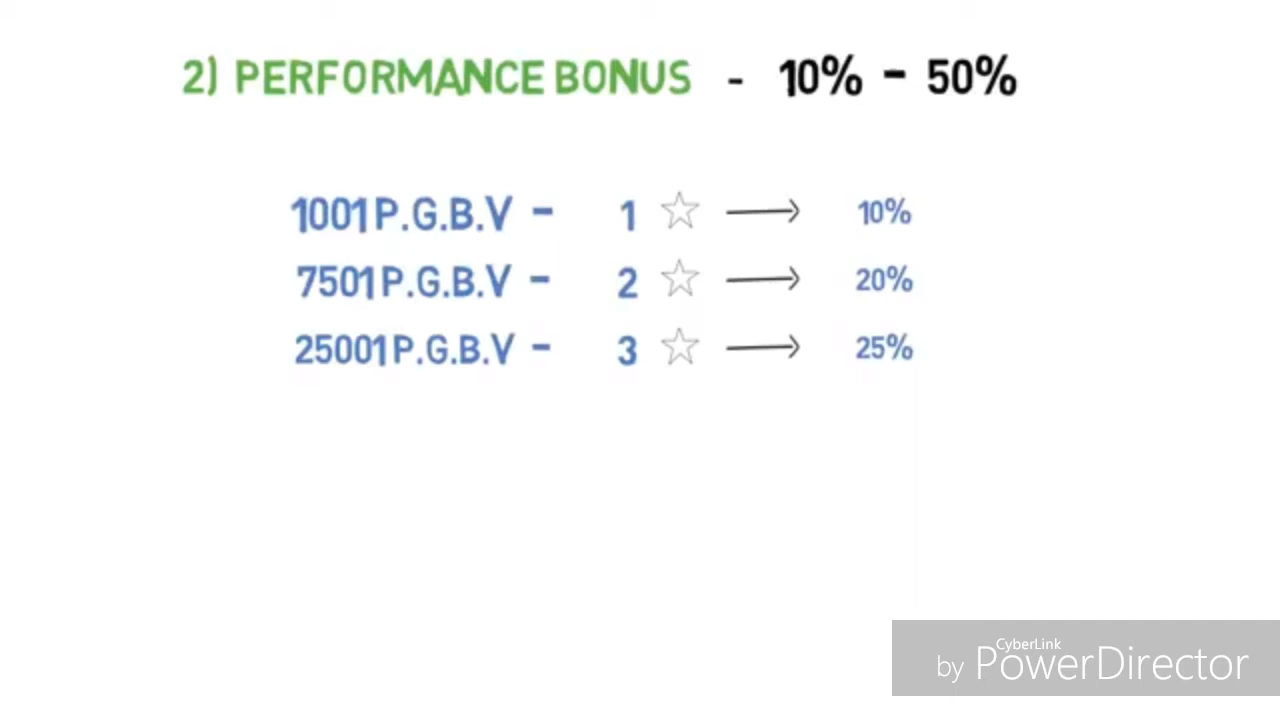 2) PERFORMANCE BONUS - 10% - 50%
1001 P.G.B.V - 1 ☆ → 10%
7501 P.G.B.V - 2 ☆ → 20%
25001 P.G.B.V - 3 ☆ → 25%
CyberLink
by PowerDirector